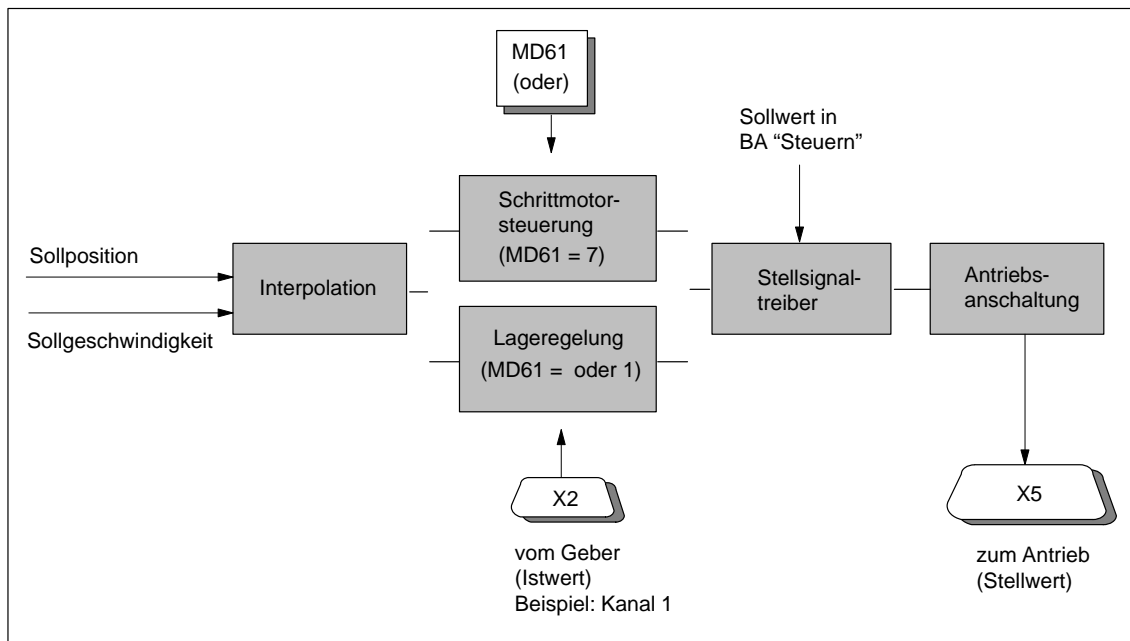 MD61
(oder)
Sollwert in
BA “Steuern”
Schrittmotor-
steuerung
(MD61 = 7)
Sollposition
Interpolation
Sollgeschwindigkeit
Lageregelung
(MD61 = oder 1)
Stellsignal-
treiber
Antriebs-
anschaltung
X2
vom Geber
(Istwert)
Beispiel: Kanal 1
X5
zum Antrieb
(Stellwert)